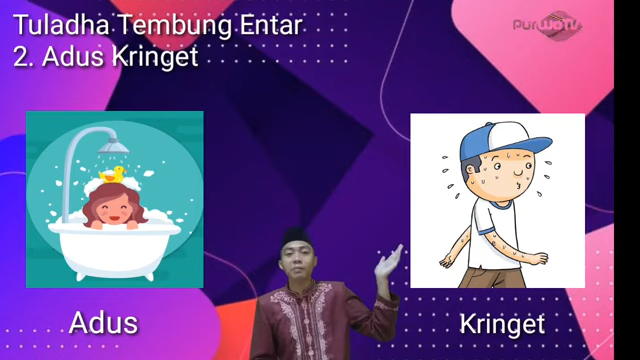 Tuladha Tembung Entar
2. Adus Kringet
PurWoTV
Adus
Kringet